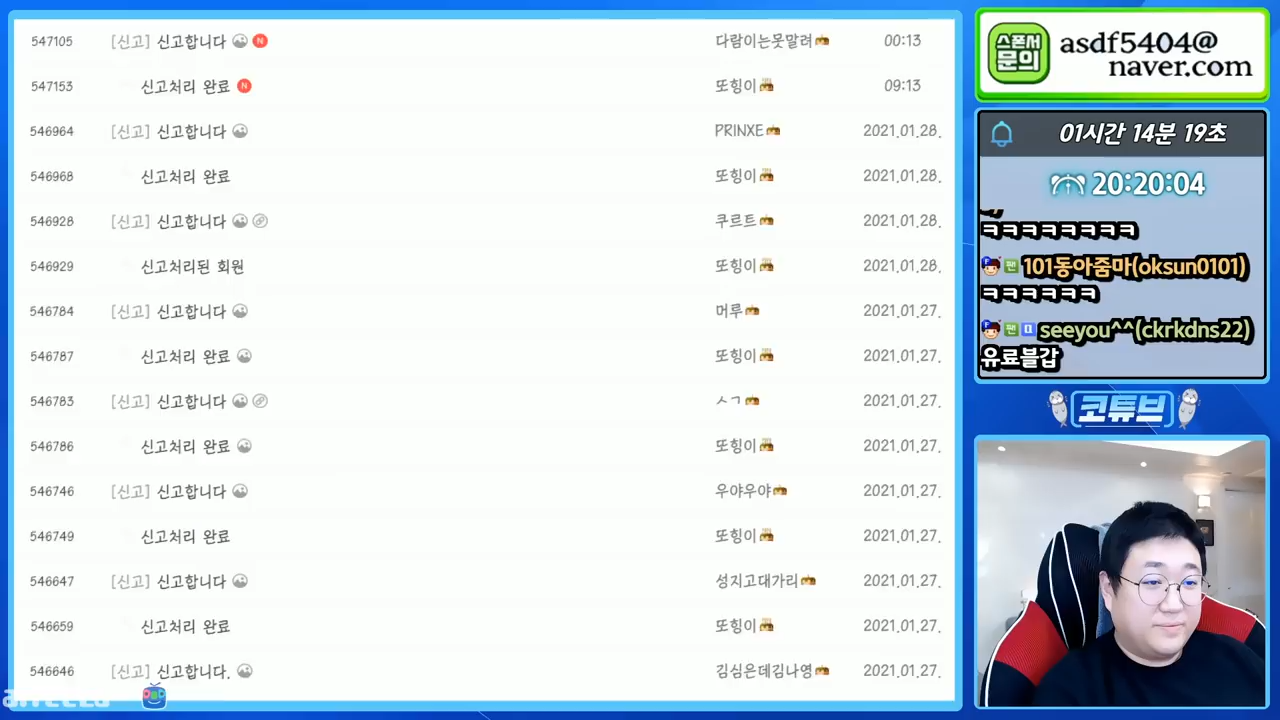 547105 [신고] 신고합니다 N 다람이는못말려 00:13
547153 신고처리 완료 N 또힝이 09:13
546964 [신고] 신고합니다 PRINXE 2021.01.28.
546968 신고처리 완료 또힝이 2021.01.28.
546928 [신고] 신고합니다 쿠르트 2021.01.28.
546929 신고처리된 회원 또힝이 2021.01.28.
546784 [신고] 신고합니다 머루 2021.01.27.
546787 신고처리 완료 또힝이 2021.01.27.
546783 [신고] 신고합니다 ㅅㄱ 2021.01.27.
546786 신고처리 완료 또힝이 2021.01.27.
546746 [신고] 신고합니다 우야우야 2021.01.27.
546749 신고처리 완료 또힝이 2021.01.27.
546647 [신고] 신고합니다 성지고대가리 2021.01.27.
546659 신고처리 완료 또힝이 2021.01.27.
546646 [신고] 신고합니다. 김심은데김나영 2021.01.27.
스폰서
문의
asdf5404@
naver.com
01시간 14분 19초
20:20:04
ㅋㅋㅋㅋㅋㅋㅋㅋ
팬 101동아줌마(oksun0101)
ㅋㅋㅋㅋㅋㅋ
팬 seeyou^^(ckrkdns22)
유료블갑
코튜브